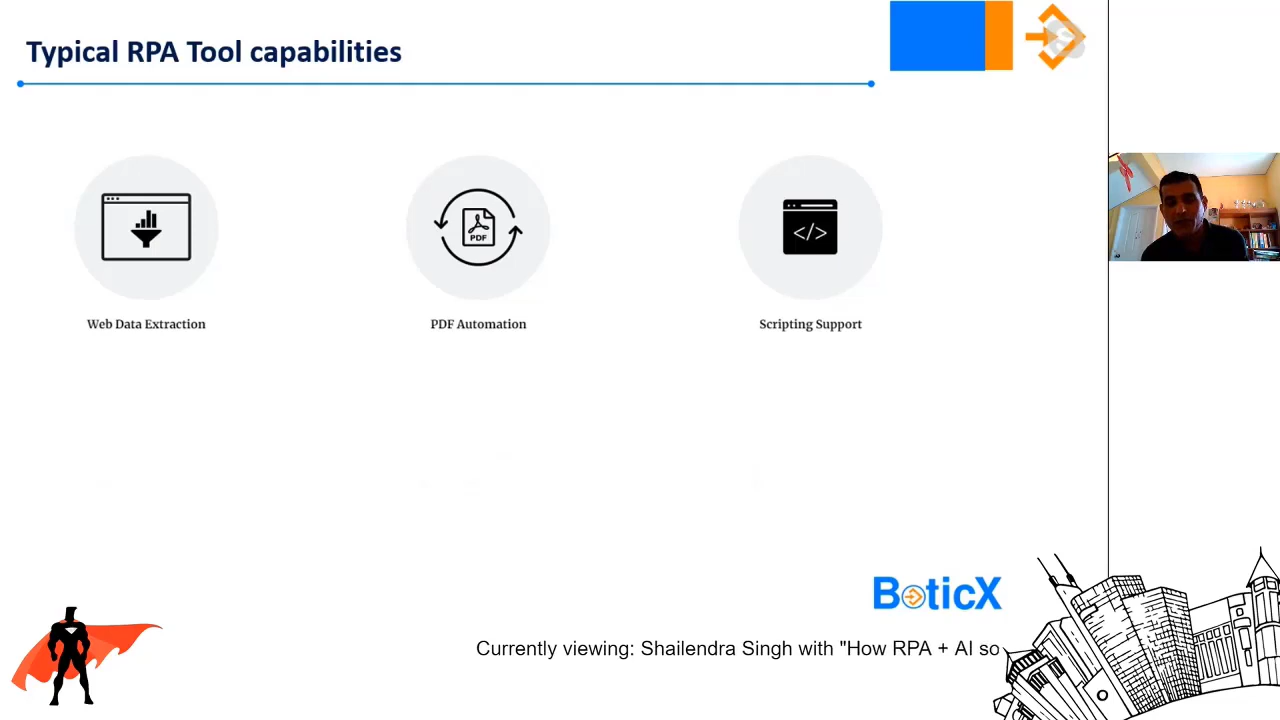 Typical RPA Tool capabilities
PDF
</>
Web Data Extraction
PDF Automation
Scripting Support
BoticX
Currently viewing: Shailendra Singh with "How RPA + AI so